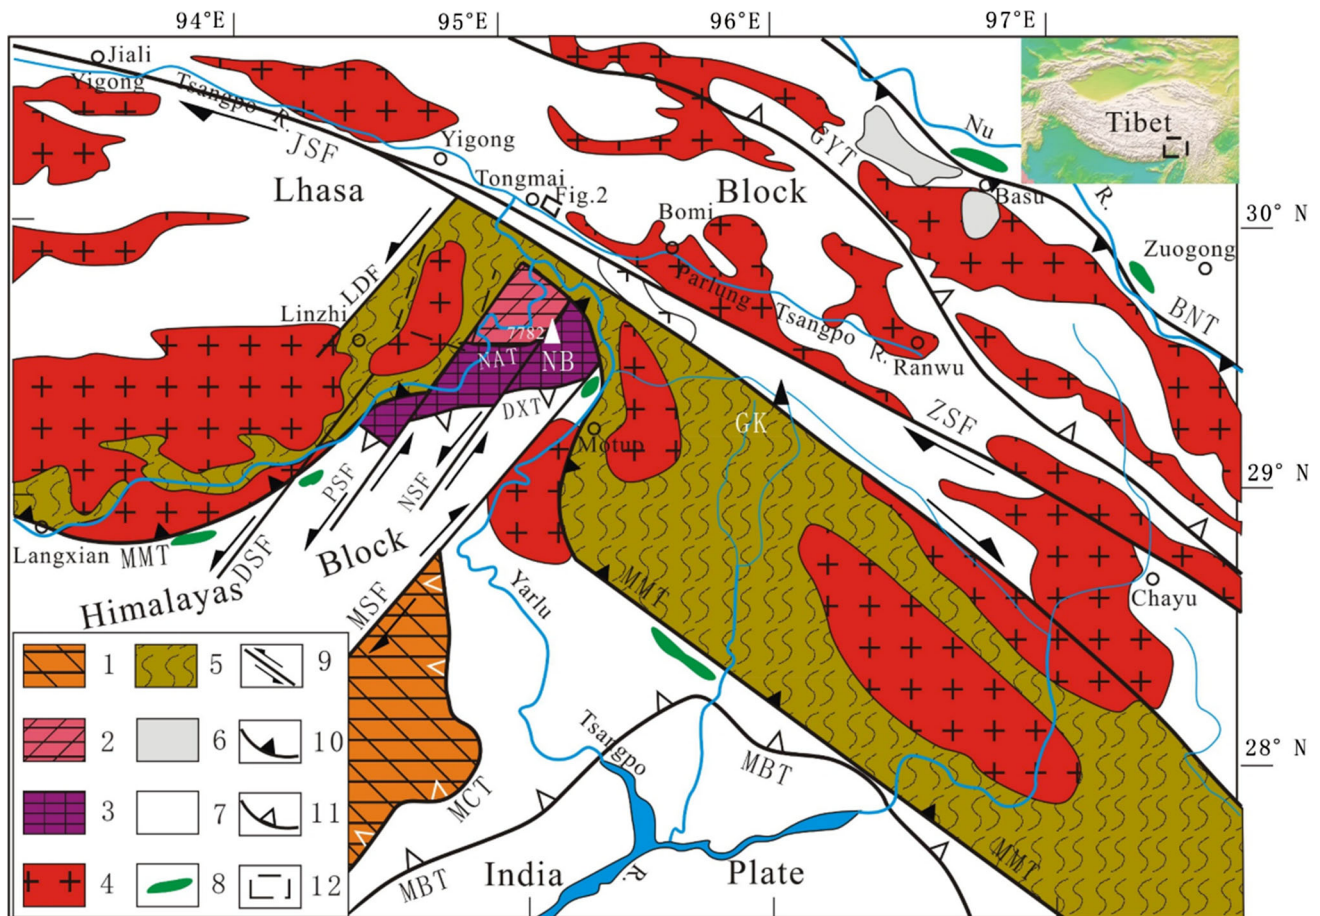 94°E 95°E 96°E 97°E
Jiali
Yigong
Tsangpo R.
JSF
Yigong
Tongmai
Fig.2
Lhasa
Block
Bomi
GYT
Nu
R.
Tibet
Basu
30° N
Zuogong
BNT
Linzhi
LDF
Parlung
Tsangpo
R.
Ranwu
7782
NAT
NB
DXT
GK
ZSF
Motuo
PSF
NSF
29° N
Langxian
MMT
DSF
Block
Himalayas
MSF
Yarlu
MMT
Chayu
Tsangpo
R.
MCT
MBT
MBT
28° N
MMT
India
Plate
1 5 9
2 6 10
3 7 11
4 8 12